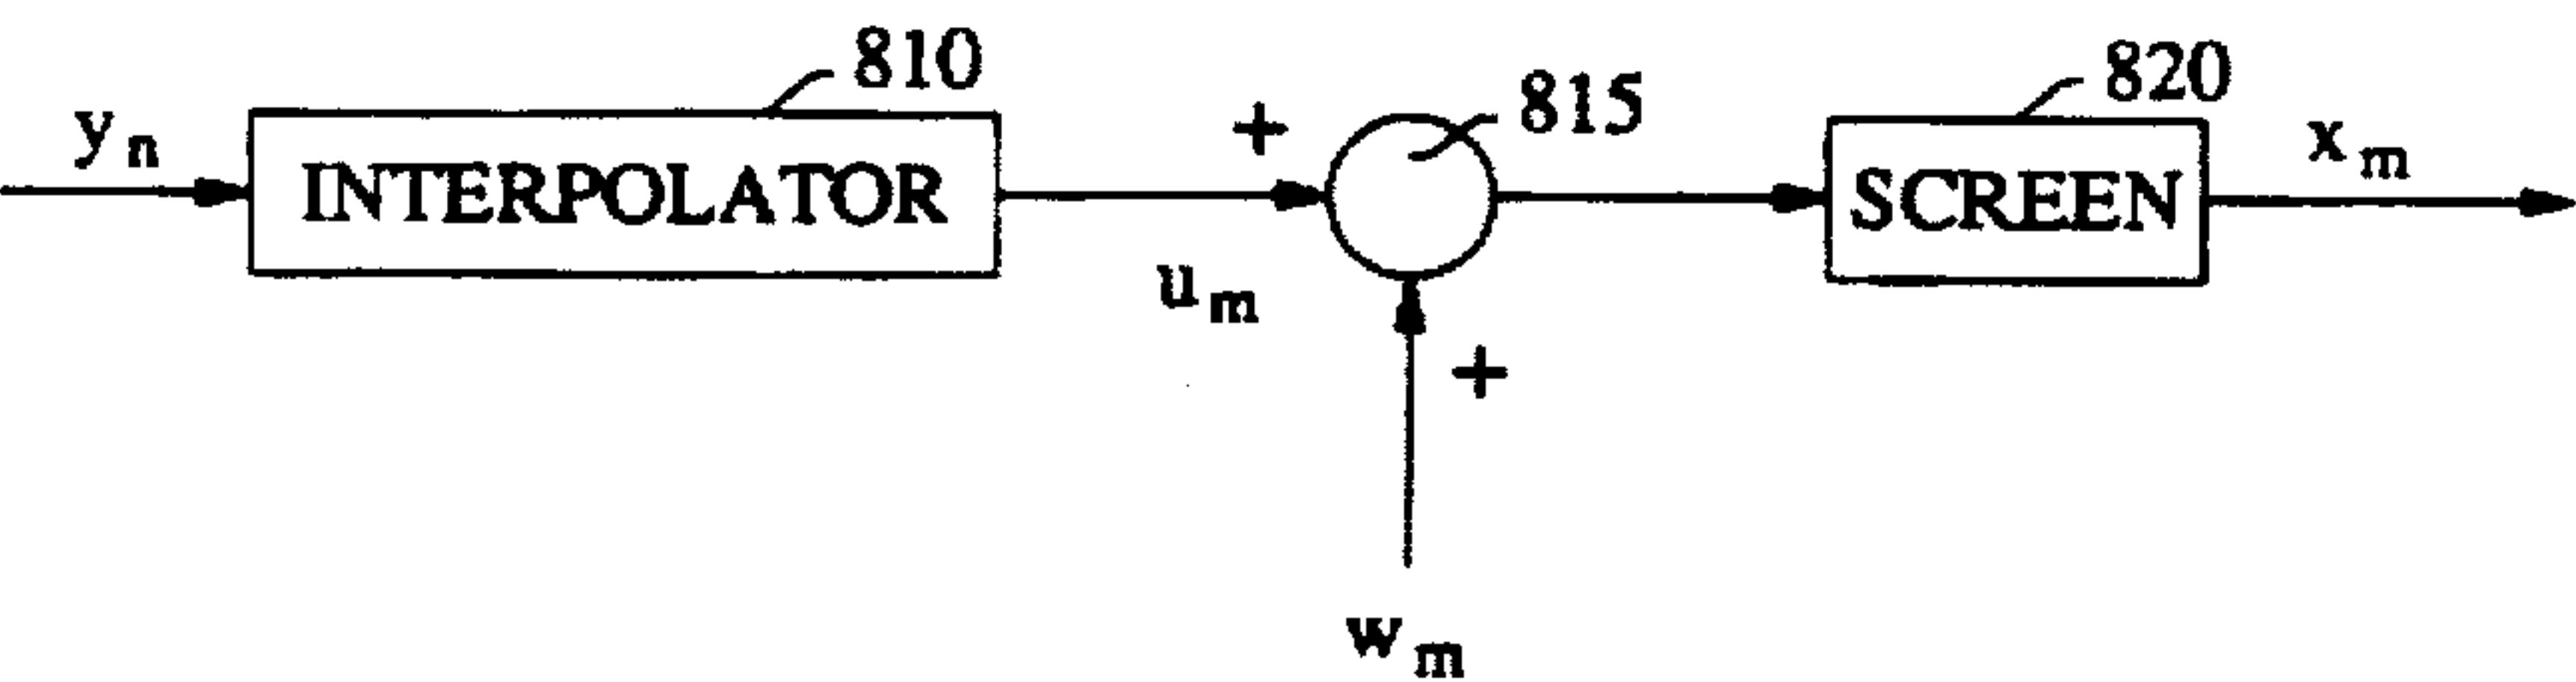 810
815
820
y n
INTERPOLATOR
+
u m
+
SCREEN
x m
w m